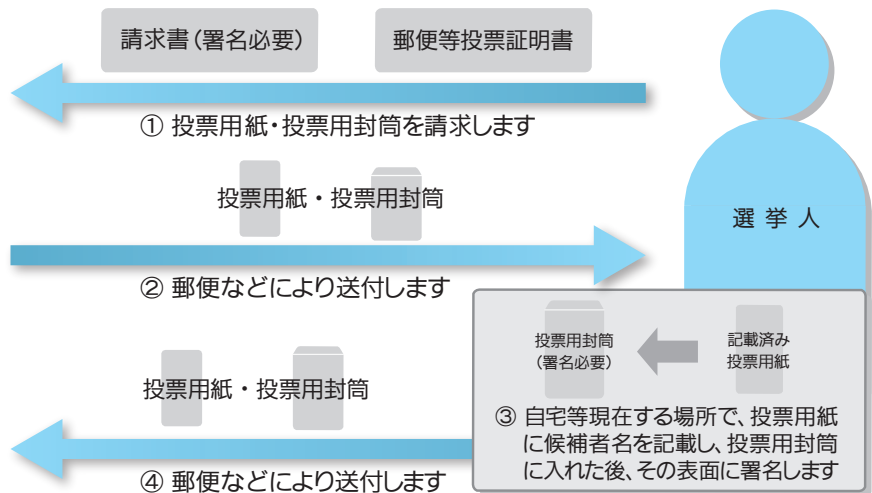 請求書(署名必要)
郵便等投票証明書
① 投票用紙・投票用封筒を請求します
投票用紙・投票用封筒
選挙人
② 郵便などにより送付します
投票用封筒
(署名必要)
記載済み
投票用紙
③ 自宅等現在する場所で、投票用紙
に候補者名を記載し、投票用封筒
に入れた後、その表面に署名します
投票用紙・投票用封筒
④ 郵便などにより送付します